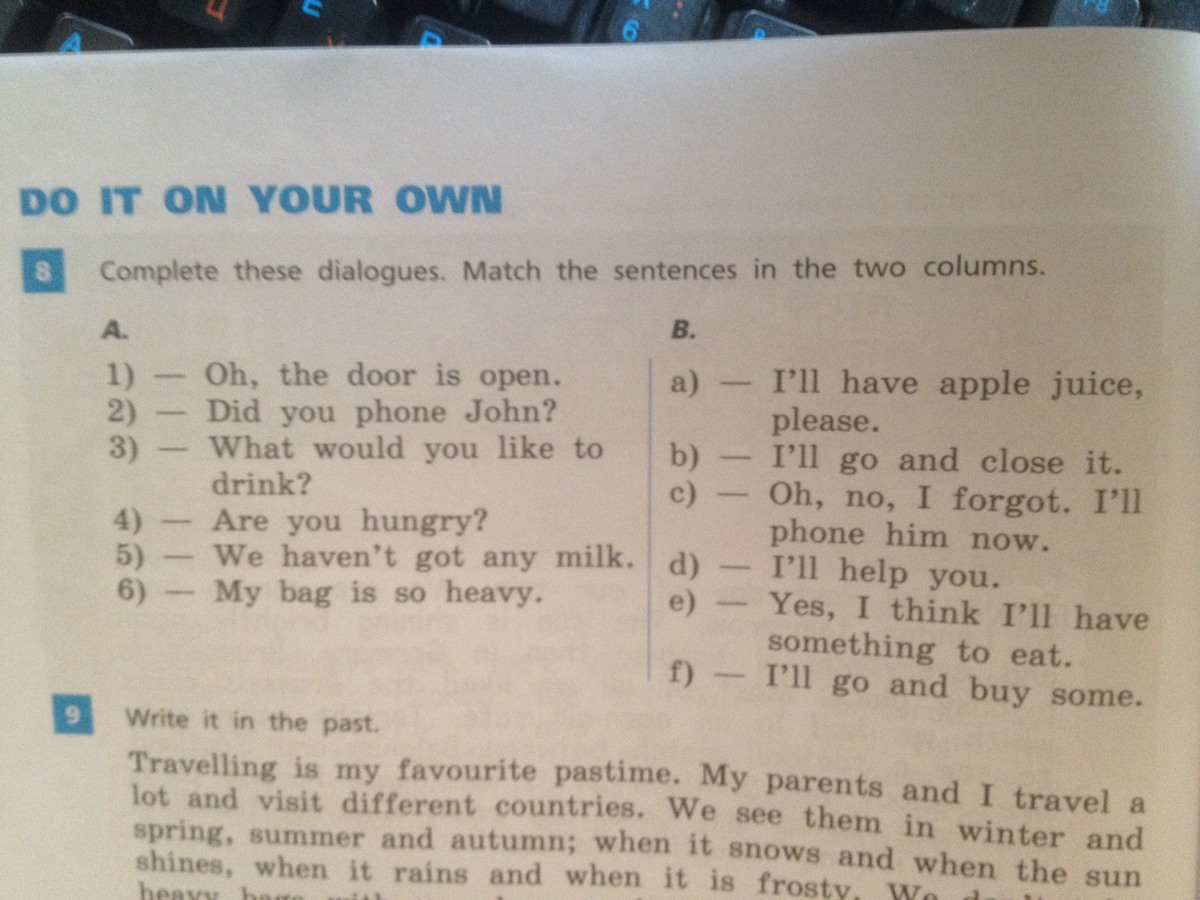 DO IT ON YOUR OWN
8 Complete these dialogues. Match the sentences in the two columns.
A.
1) — Oh, the door is open.
2) — Did you phone John?
3) — What would you like to
drink?
4) — Are you hungry?
5) — We haven't got any milk.
6) — My bag is so heavy.
B.
a) — I'll have apple juice,
please.
b) — I'll go and close it.
c) — Oh, no, I forgot. I'll
phone him now.
d) — I'll help you.
e) — Yes, I think I'll have
something to eat.
f) — I'll go and buy some.
9 Write it in the past.
Travelling is my favourite pastime. My parents and I travel a
lot and visit different countries. We see them in winter and
spring, summer and autumn; when it snows and when the sun
shines, when it rains and when it is frosty. We
heavy bags